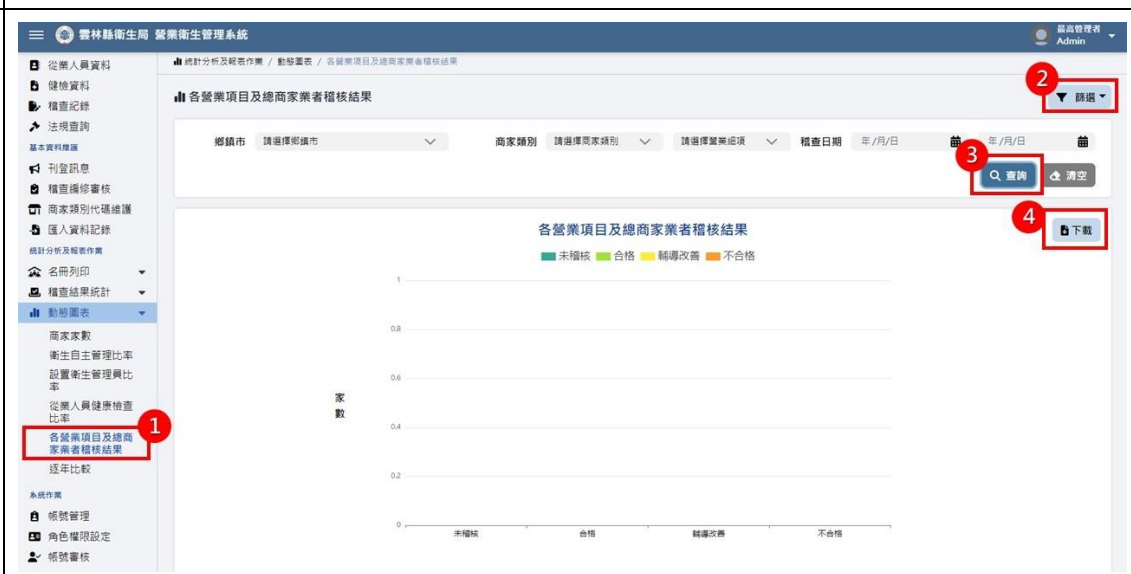 雲林縣衛生局 營業衛生管理系統
最高管理者
Admin
從業人員資料
健檢資料
稽查紀錄
法規查詢
基本資料維護
刊登訊息
稽查編修審核
商家類別代碼維護
匯入資料記錄
統計分析及報表作業
名冊列印
稽查結果統計
動態圖表
商家家數
衛生自主管理比率
設置衛生管理員比
率
從業人員健康檢查
比率
各營業項目及總商
家業者稽核結果
1
逐年比較
系統作業
帳號管理
角色權限設定
帳號審核
統計分析及報表作業 / 動態圖表 / 各營業項目及總商家業者稽核結果
各營業項目及總商家業者稽核結果
2
篩選
鄉鎮市 請選擇鄉鎮市 商家類別 請選擇商家類別 請選擇營業細項 稽查日期 年/月/日 年/月/日
3
查詢 清空
4
下載
各營業項目及總商家業者稽核結果
未稽核 合格 輔導改善 不合格
1
0.8
0.6
家
數
0.4
0.2
0
未稽核 合格 輔導改善 不合格